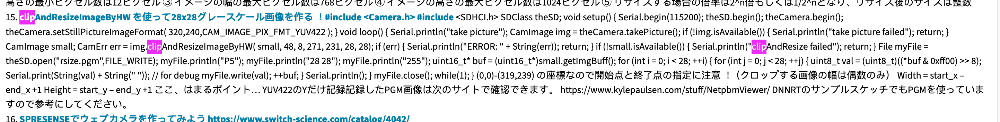 高さの最小ピクセル数は12ピクセル ③ イメージの幅の最大ピクセル数は768ピクセル ④ イメージの高さの最大ピクセル数は1024ピクセル ⑤ リサイズする場合の倍率は2^n倍もしくは1/2^nとなり、リサイズ後のサイズは整数
15. clipAndResizeImageByHW を使って28x28グレースケール画像を作る ！#include <Camera.h> #include <SDHCI.h> SDClass theSD; void setup() { Serial.begin(115200); theSD.begin(); theCamera.begin();
theCamera.setStillPictureImageFormat( 320,240,CAM_IMAGE_PIX_FMT_YUV422 ); } void loop() { Serial.println("take picture"); CamImage img = theCamera.takePicture(); if (!img.isAvailable()) { Serial.println("take picture failed"); return; }
CamImage small; CamErr err = img.clipAndResizeImageByHW( small, 48, 8, 271, 231, 28, 28); if (err) { Serial.println("ERROR: " + String(err)); return; } if (!small.isAvailable()) { Serial.println("clipAndResize failed"); return; } File myFile =
theSD.open("rsize.pgm",FILE_WRITE); myFile.println("P5"); myFile.println("28 28"); myFile.println("255"); uint16_t* buf = (uint16_t*)small.getImgBuff(); for (int i = 0; i < 28; ++i) { for (int j = 0; j < 28; ++j) { uint8_t val = (uint8_t)((*buf & 0xff00) >> 8);
Serial.print(String(val) + String(" ")); // for debug myFile.write(val); ++buf; } Serial.println(); } myFile.close(); while(1); } (0,0)-(319,239) の座標なので開始点と終了点の指定に注意 ！（クロップする画像の幅は偶数のみ） Width = start_x –
end_x +1 Height = start_y – end_y +1 ここ、はまるポイント… YUV422のYだけ記録記録したPGM画像は次のサイトで確認できます。 https://www.kylepaulsen.com/stuff/NetpbmViewer/ DNNRTのサンプルスケッチでもPGMを使っていま
すので参考にしてください。
16. SPRESENSEでウェブカメラを作ってみよう https://www.switch-science.com/catalog/4042/